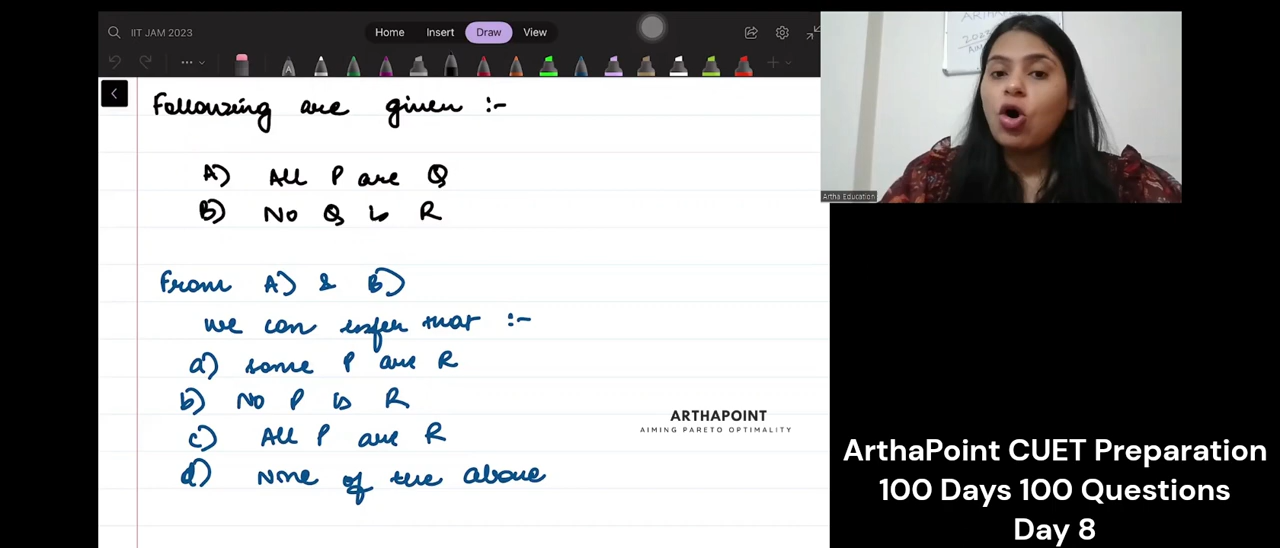 IIT JAM 2023
Home Insert Draw View
Following are given :-
A) All P are Q
B) No Q is R
From A) & B)
we can infer that :-
a) some P are R
b) No P is R
c) All P are R
d) None of the above
ARTHAPOINT
AIMING PARETO OPTIMALITY
Artha Education
ArthaPoint CUET Preparation
100 Days 100 Questions
Day 8